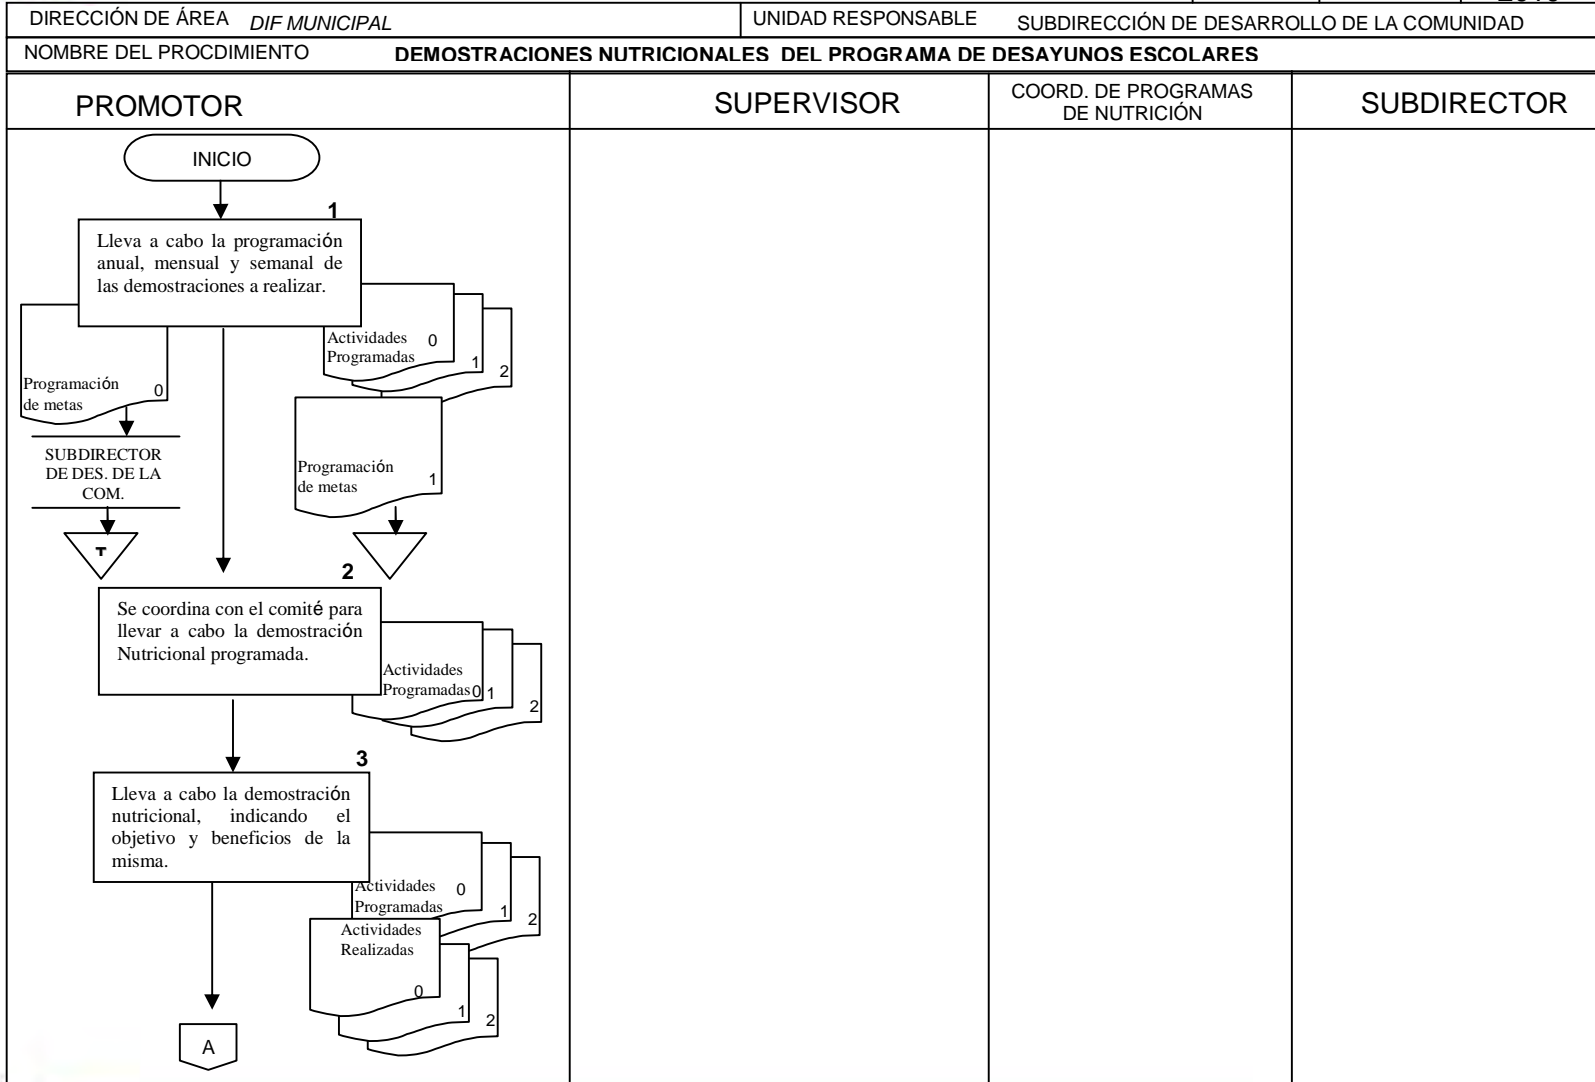 DIRECCIÓN DE ÁREA DIF MUNICIPAL UNIDAD RESPONSABLE SUBDIRECCIÓN DE DESARROLLO DE LA COMUNIDAD
NOMBRE DEL PROCDIMIENTO DEMOSTRACIONES NUTRICIONALES DEL PROGRAMA DE DESAYUNOS ESCOLARES
PROMOTOR
SUPERVISOR
COORD. DE PROGRAMAS
DE NUTRICIÓN
SUBDIRECTOR
INICIO
1
Lleva a cabo la programación
anual, mensual y semanal de
las demostraciones a realizar.
Actividades 0
Programadas
1
2
Programación 0
de metas
SUBDIRECTOR
DE DES. DE LA
COM.
T
Programación
de metas 1
2
Se coordina con el comité para
llevar a cabo la demostración
Nutricional programada.
Actividades
Programadas 0 1
2
3
Lleva a cabo la demostración
nutricional, indicando el
objetivo y beneficios de la
misma.
Actividades 0
Programadas
1
2
Actividades
Realizadas
0
1
2
A